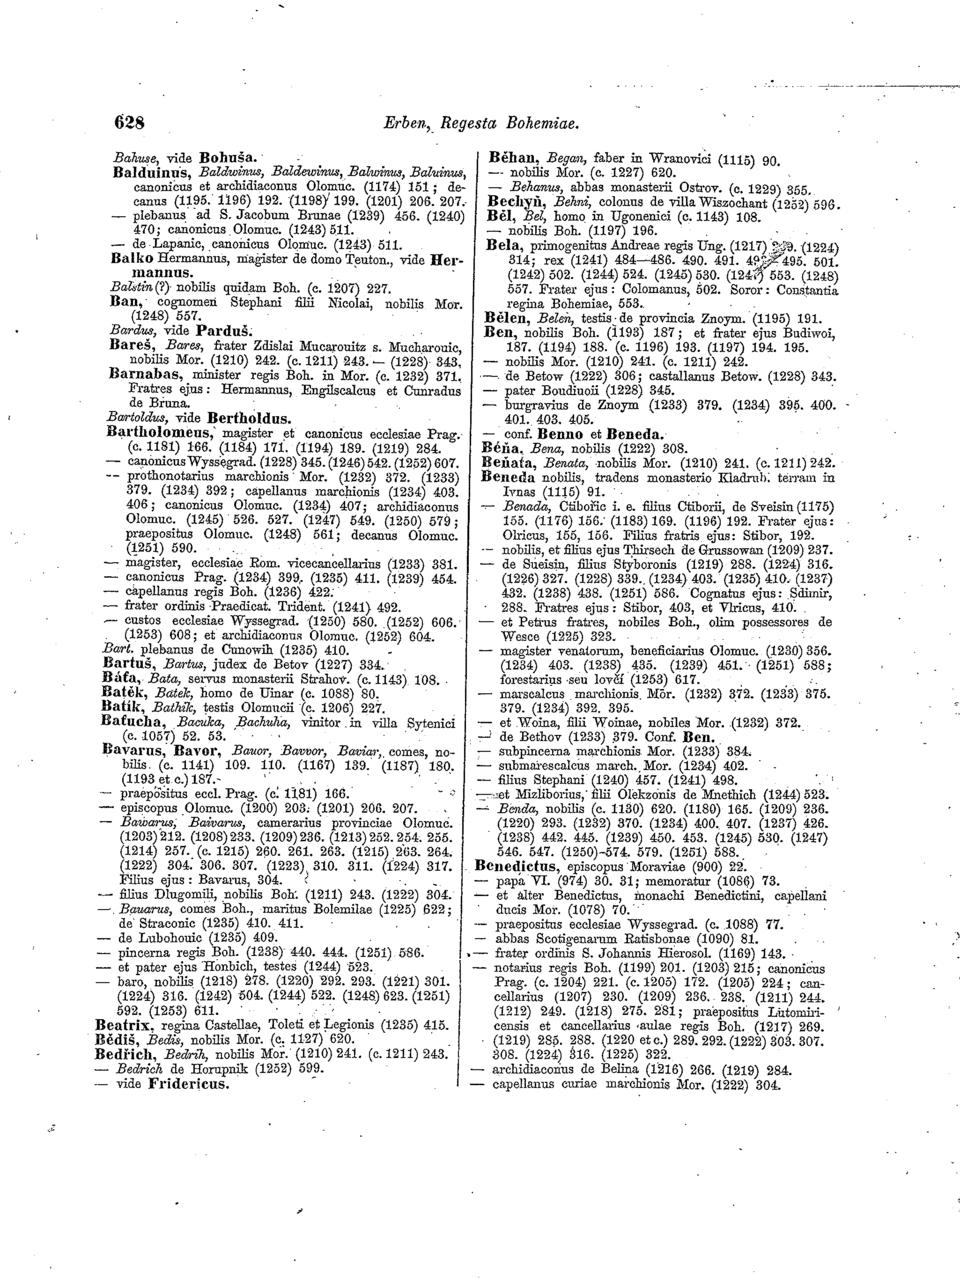 628
Erben, Regesta Bohemiae.
Bahuse, vide Bohuša.
Balduinus, Baldwinus, Baldewinus, Balwinus, Baluinus,
canonicus et archidiaconus Olomuc. (1174) 151; de-
canus (1195. 1196) 192. (1198) 199. (1201) 206. 207.
— plebanus ad S. Jacobum Brunae (1239) 456. (1240)
470; canonicus Olomuc. (1243) 511.
— de Lapanic, canonicus Olomuc. (1243) 511.
Balko Hermannus, magister de domo Teuton., vide Her-
mannus.
Balstin (?) nobilis quidam Boh. (c. 1207) 227.
Ban, cognomen Stephani filii Nicolai, nobilis Mor.
(1248) 557.
Bardus, vide Parduš.
Bareš, Bares, frater Zdislai Mucarouitz s. Mucharouic,
nobilis Mor. (1210) 242. (c. 1211) 243. — (1228) 343.
Barnabas, minister regis Boh. in Mor. (c. 1232) 371.
Fratres ejus: Hermannus, Engilscalcus et Cunradus
de Bruna.
Bartoldus, vide Bertholdus.
Bartholomeus, magister et canonicus ecclesiae Prag.
(c. 1181) 166. (1184) 171. (1194) 189. (1219) 284.
— canonicus Wyssegrad. (1228) 345. (1246) 542. (1252) 607.
— prothonotarius marchionis Mor. (1232) 372. (1233)
379. (1234) 392; capellanus marchionis (1234) 403.
406; canonicus Olomuc. (1234) 407; archidiaconus
Olomuc. (1245) 526. 527. (1247) 549. (1250) 579;
praepositus Olomuc. (1248) 561; decanus Olomuc.
(1251) 590.
— magister, ecclesiae Rom. vicecancellarius (1233) 381.
— canonicus Prag. (1234) 399. (1235) 411. (1239) 454.
— capellanus regis Boh. (1236) 422.
— frater ordinis Praedicat. Trident. (1241) 492.
— custos ecclesiae Wyssegrad. (1250) 580. (1252) 606.
(1253) 608; et archidiaconus Olomuc. (1252) 604.
Bart. plebanus de Cunowih (1235) 410.
Bartuš, Bartus, judex de Betov (1227) 334.
Báťa, Bata, servus monasterii Strahov. (c. 1143) 108.
Batěk, Batek, homo de Uinar (c. 1088) 80.
Batík, Bathik, testis Olomucii (c. 1206) 227.
Baťucha, Bacuka, Bachuha, vinitor in villa Sytenici
(c. 1057) 52. 53.
Bavarus, Bavor, Bauor, Bavvor, Baviar, comes, no-
bilis. (c. 1141) 109. 110. (1167) 139. (1187) 180.
(1193 et c.) 187.
— praepositus eccl. Prag. (c. 1181) 166.
— episcopus Olomuc. (1200) 203. (1201) 206. 207.
— Bawarus, Baivarus, camerarius provinciae Olomuc.
(1203) 212. (1208) 233. (1209) 236. (1213) 252. 254. 255.
(1214) 257. (c. 1215) 260. 261. 263. (1215) 263. 264.
(1222) 304. 306. 307. (1223) 310. 311. (1224) 317.
Filius ejus: Bavarus, 304.
— filius Dlugomili, nobilis Boh. (1211) 243. (1222) 304.
— Bauarus, comes Boh., maritus Bolemilae (1225) 622;
de Straconic (1235) 410. 411.
— de Lubohouic (1235) 409.
— pincerna regis Boh. (1238) 440. 444. (1251) 586.
— et pater ejus Honbich, testes (1244) 523.
— baro, nobilis (1218) 278. (1220) 292. 293. (1221) 301.
(1224) 316. (1242) 504. (1244) 522. (1248) 623. (1251)
592. (1253) 611.
Beatrix, regina Castellae, Toleti et Legionis (1235) 415.
Bědiš, Bedis, nobilis Mor. (c. 1127) 620.
Bedřich, Bedrih, nobilis Mor. (1210) 241. (c. 1211) 243.
— Bedrich de Horupnik (1252) 599.
— vide Fridericus.
Běhan, Began, faber in Wranovici (1115) 90.
— nobilis Mor. (c. 1227) 620.
— Behanus, abbas monasterii Ostrov. (c. 1229) 355.
Bechyň, Behni, colonus de villa Wiszochant (1252) 596.
Běl, Bel, homo in Ugonenici (c. 1143) 108.
— nobilis Boh. (1197) 196.
Bela, primogenitus Andreae regis Ung. (1217) (1224)
314; rex (1241) 484—486. 490. 491. 495. 501.
(1242) 502. (1244) 524. (1245) 530. (1247) 553. (1248)
557. Frater ejus: Colomanus, 502. Soror: Constantia
regina Bohemiae, 553.
Bělen, Belen, testis de provincia Znoym. (1195) 191.
Ben, nobilis Boh. (1193) 187; et frater ejus Budiwoi,
187. (1194) 188. (c. 1196) 193. (1197) 194. 195.
— nobilis Mor. (1210) 241. (c. 1211) 242.
— de Betow (1222) 306; castallanus Betow. (1228) 343.
— pater Boudiuoii (1228) 345.
— burgravius de Znoym (1233) 379. (1234) 395. 400.
401. 403. 405.
— conf. Benno et Beneda.
Béňa, Bena, nobilis (1222) 308.
Beňata, Benata, nobilis Mor. (1210) 241. (c. 1211) 242.
Beneda nobilis, tradens monasterio Kladrub. terram in
Ivnas (1115) 91.
— Benada, Ctibořic i. e. filius Ctiborii, de Sveisin (1175)
155. (1176) 156. (1183) 169. (1196) 192. Frater ejus:
Olricus, 155, 156. Filius fratris ejus: Stibor, 192.
— nobilis, et filius ejus Thirsech de Grussowan (1209) 237.
— de Sueisin, filius Styboronis (1219) 288. (1224) 316.
(1226) 327. (1228) 339. (1234) 403. (1235) 410. (1237)
432. (1238) 438. (1251) 586. Cognatus ejus: Sdimir,
288. Fratres ejus: Stibor, 403, et Vlricus, 410.
— et Petrus fratres, nobiles Boh., olim possessores de
Wesce (1225) 323.
— magister venatorum, beneficiarius Olomuc. (1230) 356.
(1234) 403. (1238) 435. (1239) 451. (1251) 588;
forestarius seu lovčí (1253) 617.
— marscalcus marchionis Mor. (1232) 372. (1233) 375.
379. (1234) 392. 395.
— et Woina, filii Woinae, nobiles Mor. (1232) 372.
— de Bethov (1233) 379. Conf. Ben.
— subpincerna marchionis Mor. (1233) 384.
— submarescalcus march. Mor. (1234) 402.
— filius Stephani (1240) 457. (1241) 498.
— et Mizliborius, filii Olekzonis de Mnethich (1244) 523.
— Benda, nobilis (c. 1130) 620. (1180) 165. (1209) 236.
(1220) 293. (1232) 370. (1234) 400. 407. (1237) 426.
(1238) 442. 445. (1239) 450. 453. (1245) 530. (1247)
546. 547. (1250) 574. 579. (1251) 588.
Benedictus, episcopus Moraviae (900) 22.
— papa VI. (974) 30. 31; memoratur (1086) 73.
— et alter Benedictus, monachi Benedictini, capellani
ducis Mor. (1078) 70.
— praepositus ecclesiae Wyssegrad. (c. 1088) 77.
— abbas Scotigenarum Ratisbonae (1090) 81.
— frater ordinis S. Johannis Hierosol. (1169) 143.
— notarius regis Boh. (1199) 201. (1203) 215; canonicus
Prag. (c. 1204) 221. (c. 1205) 172. (1205) 224; can-
cellarius (1207) 230. (1209) 236. 238. (1211) 244.
(1212) 249. (1218) 275. 281; praepositus Lutomiri-
censis et cancellarius aulae regis Boh. (1217) 269.
(1219) 285. 288. (1220 et c.) 289. 292. (1222) 303. 307.
308. (1224) 316. (1225) 322.
— archidiaconus de Belina (1216) 266. (1219) 284.
— capellanus curiae marchionis Mor. (1222) 304.